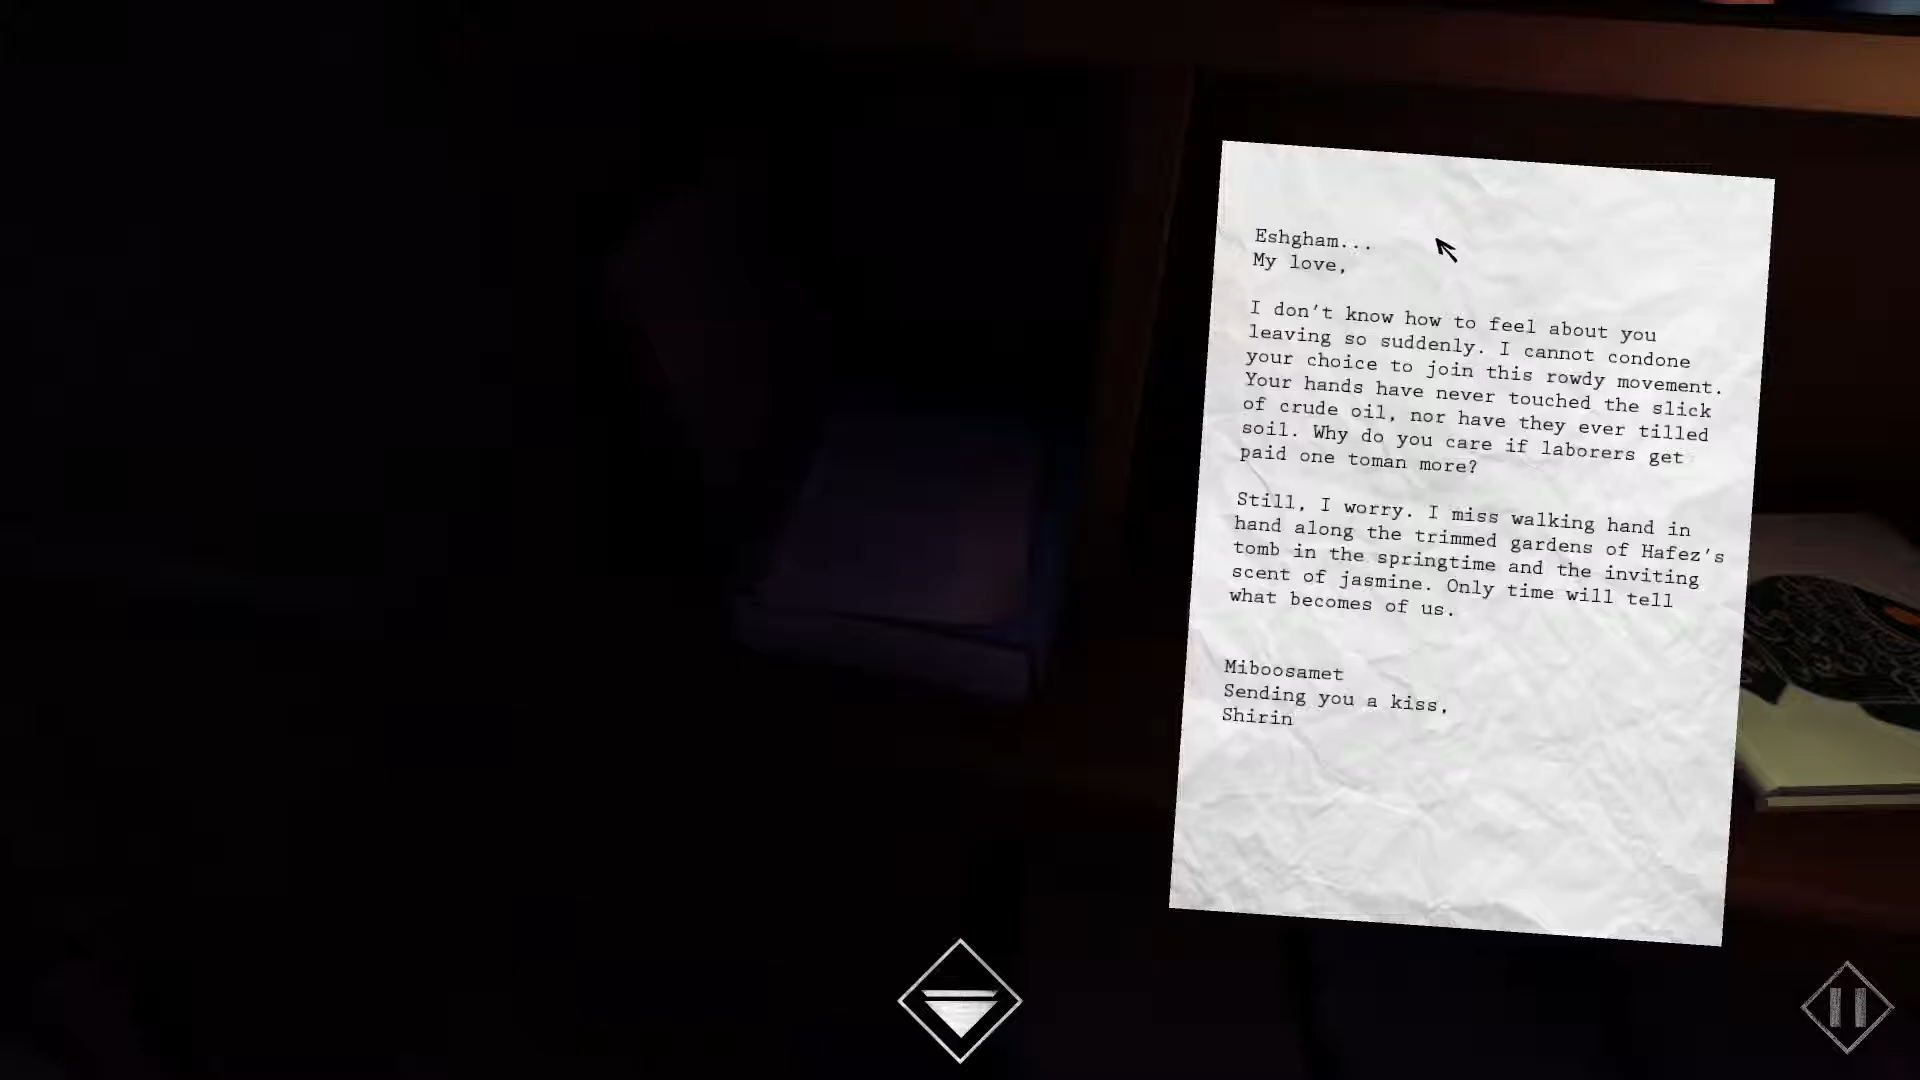 Eshgham...
My love,
I don't know how to feel about you
leaving so suddenly. I cannot condone
your choice to join this rowdy movement.
Your hands have never touched the slick
of crude oil, nor have they ever tilled
soil. Why do you care if laborers get
paid one toman more?
Still, I worry. I miss walking hand in
hand along the trimmed gardens of Hafez's
tomb in the springtime and the inviting
scent of jasmine. Only time will tell
what becomes of us.
Miboosamet
Sending you a kiss,
Shirin